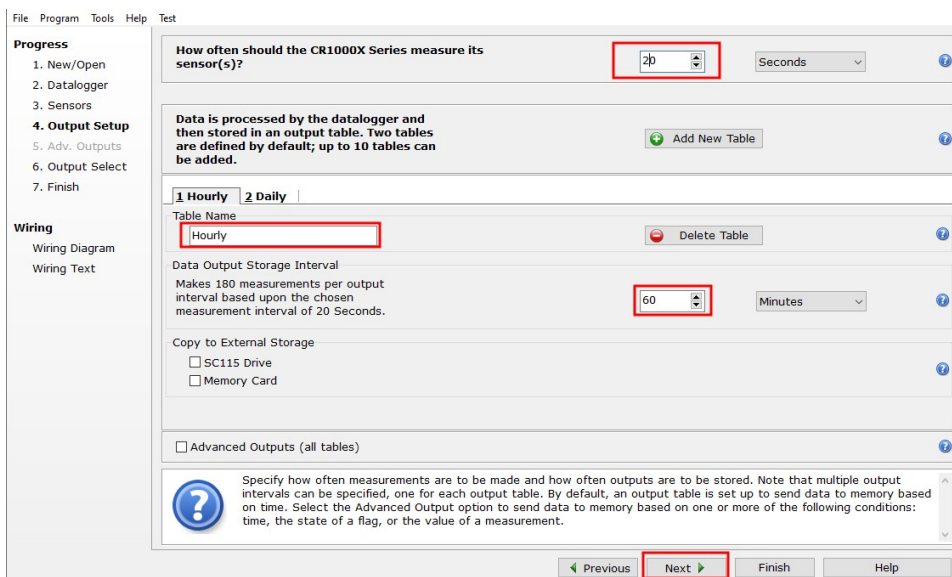 File Program Tools Help Test
Progress
1. New/Open
2. Datalogger
3. Sensors
4. Output Setup
5. Adv. Outputs
6. Output Select
7. Finish
Wiring
Wiring Diagram
Wiring Text
How often should the CR1000X Series measure its
sensor(s)?
20
Seconds
Data is processed by the datalogger and
then stored in an output table. Two tables
are defined by default; up to 10 tables can
be added.
Add New Table
1 Hourly 2 Daily
Table Name
Hourly
Delete Table
Data Output Storage Interval
Makes 180 measurements per output
interval based upon the chosen
measurement interval of 20 Seconds.
60
Minutes
Copy to External Storage
SC115 Drive
Memory Card
Advanced Outputs (all tables)
Specify how often measurements are to be made and how often outputs are to be stored. Note that multiple output
intervals can be specified, one for each output table. By default, an output table is set up to send data to memory based
on time. Select the Advanced Output option to send data to memory based on one or more of the following conditions:
time, the state of a flag, or the value of a measurement.
Previous Next Finish Help